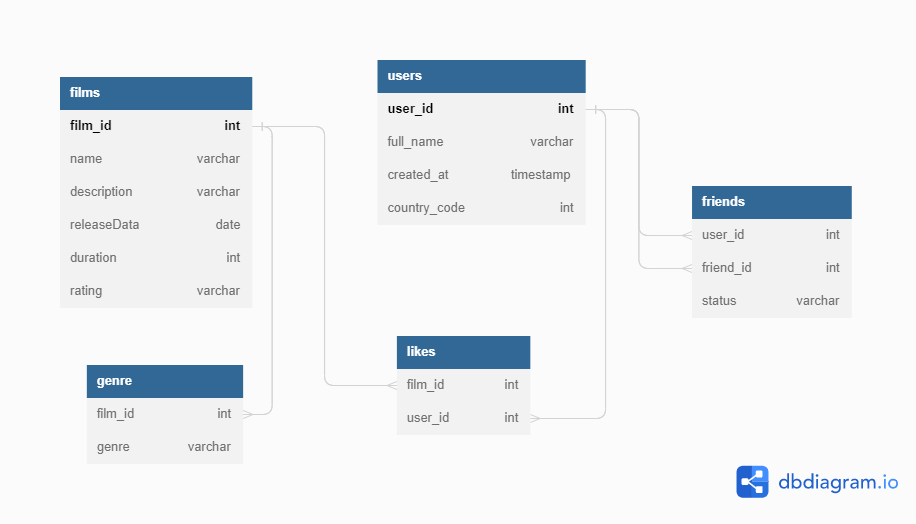 films
film_id int
name varchar
description varchar
releaseData date
duration int
rating varchar
users
user_id int
full_name varchar
created_at timestamp
country_code int
friends
user_id int
friend_id int
status varchar
genre
film_id int
genre varchar
likes
film_id int
user_id int
dbdiagram.io